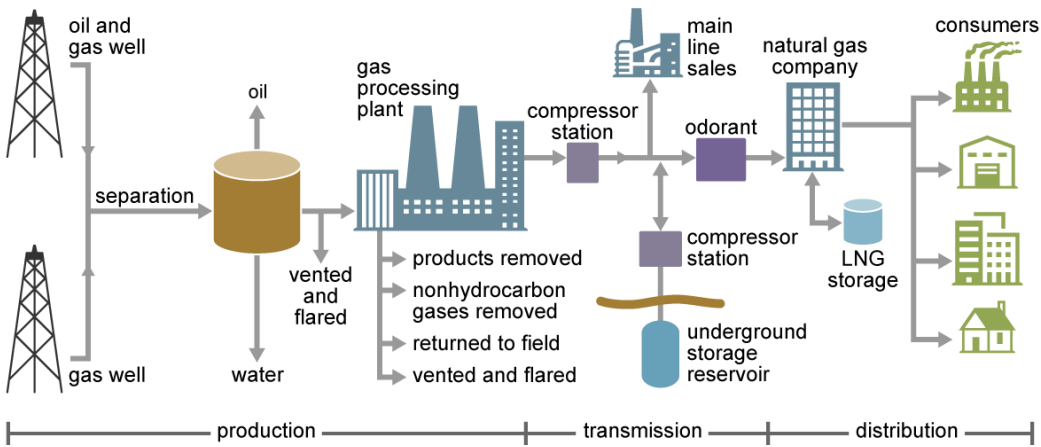 oil and
gas well
separation
gas well
oil
water
vented
and
flared
gas
processing
plant
products removed
nonhydrocarbon
gases removed
returned to field
vented and flared
compressor
station
main
line
sales
odorant
compressor
station
underground
storage
reservoir
natural gas
company
LNG
storage
consumers
production
transmission
distribution